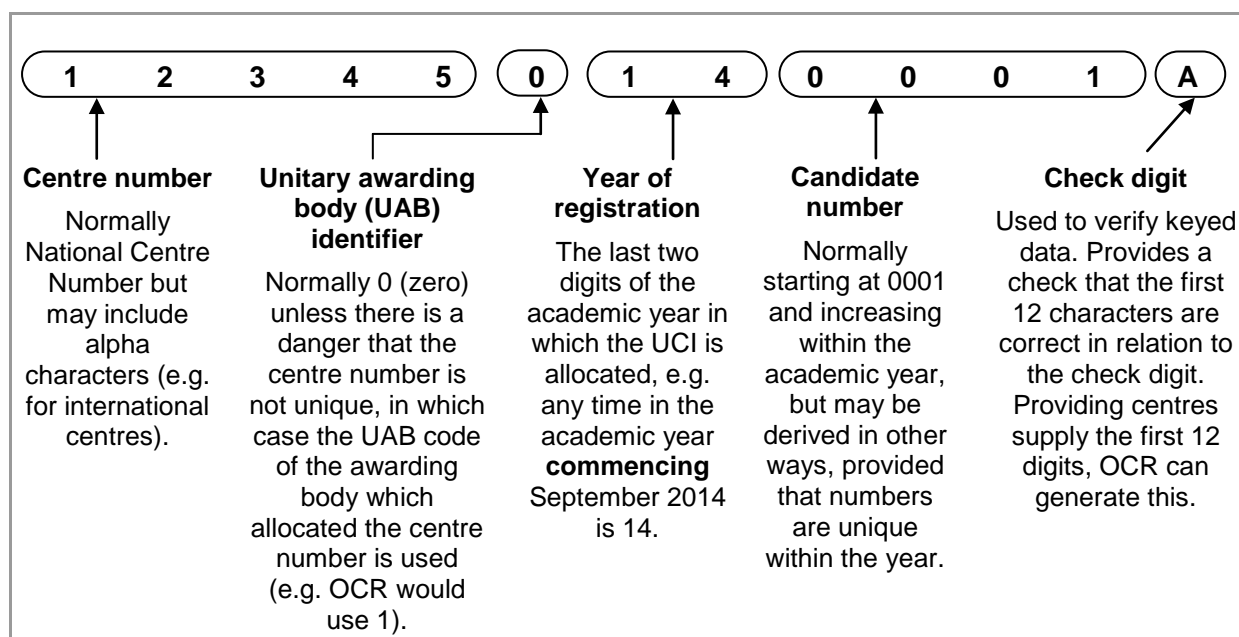 1 2 3 4 5 0 1 4 0 0 0 1 A
Centre number
Normally
National Centre
Number but
may include
alpha
characters (e.g.
for international
centres).
Unitary awarding
body (UAB)
identifier
Normally 0 (zero)
unless there is a
danger that the
centre number is
not unique, in which
case the UAB code
of the awarding
body which
allocated the centre
number is used
(e.g. OCR would
use 1).
Year of
registration
The last two
digits of the
academic year in
which the UCI is
allocated, e.g.
any time in the
academic year
commencing
September 2014
is 14.
Candidate
number
Normally
starting at 0001
and increasing
within the
academic year,
but may be
derived in other
ways, provided
that numbers
are unique
within the year.
Check digit
Used to verify keyed
data. Provides a
check that the first
12 characters are
correct in relation to
the check digit.
Providing centres
supply the first 12
digits, OCR can
generate this.